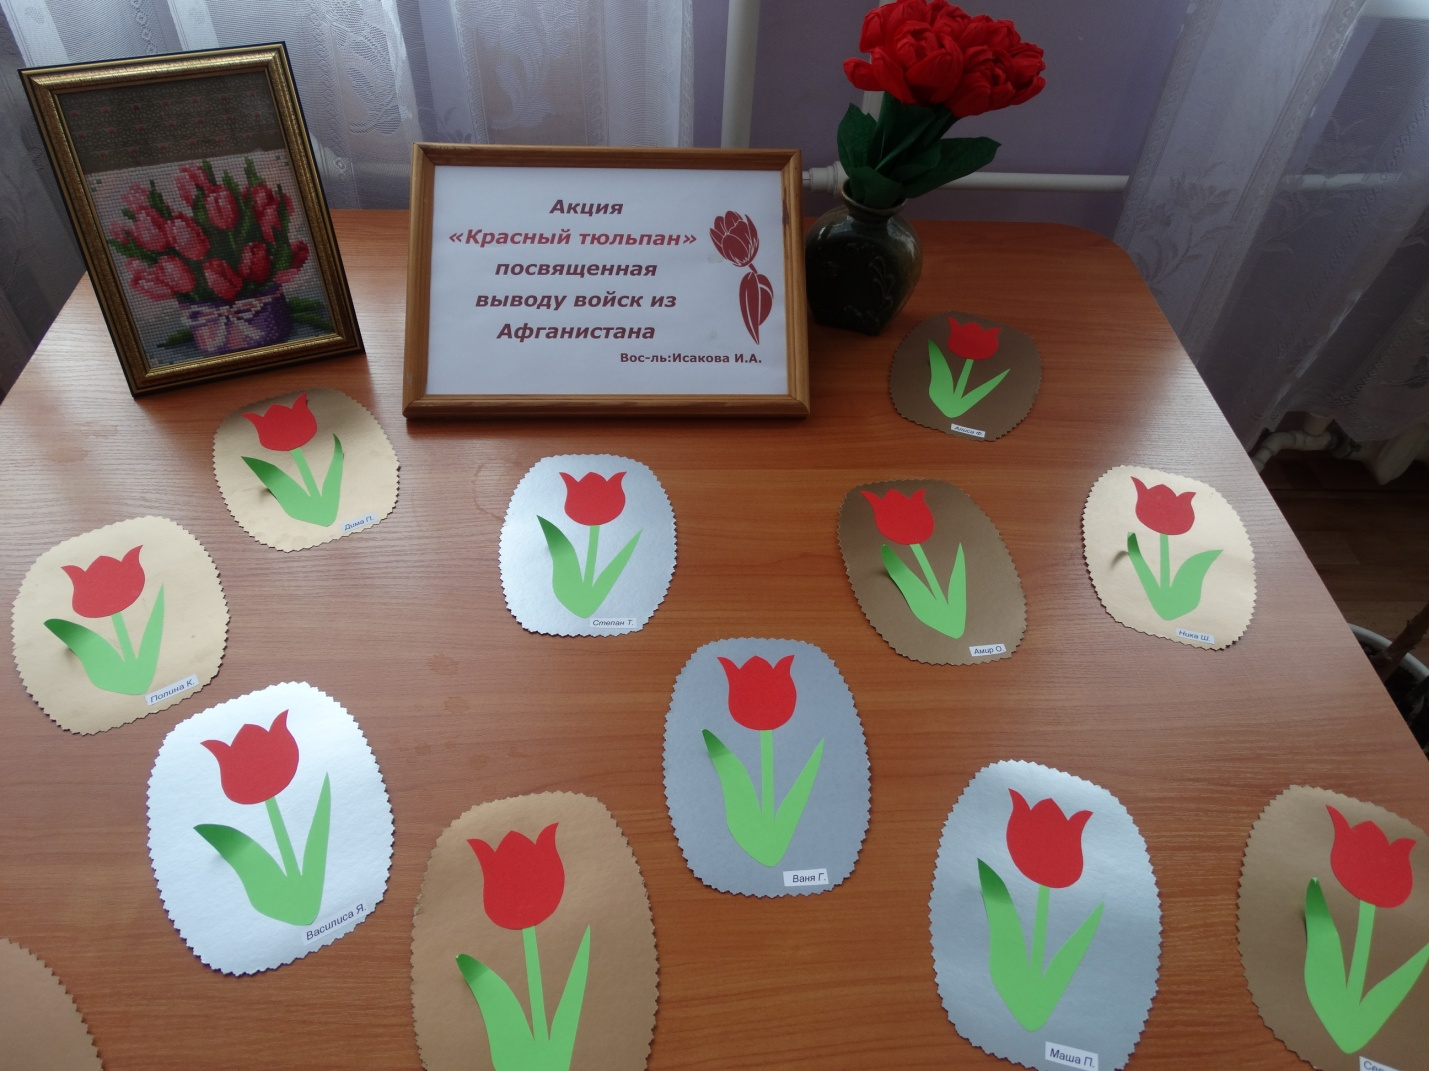 Акция
«Красный тюльпан»
посвященная
выводу войск из
Афганистана
Вос-ль:Исакова И.А.
Алиса Ф.
Дима П.
Степан Т.
Амир О.
Ника Ш.
Полина К.
Ваня Г.
Василиса Я.
Маша П.